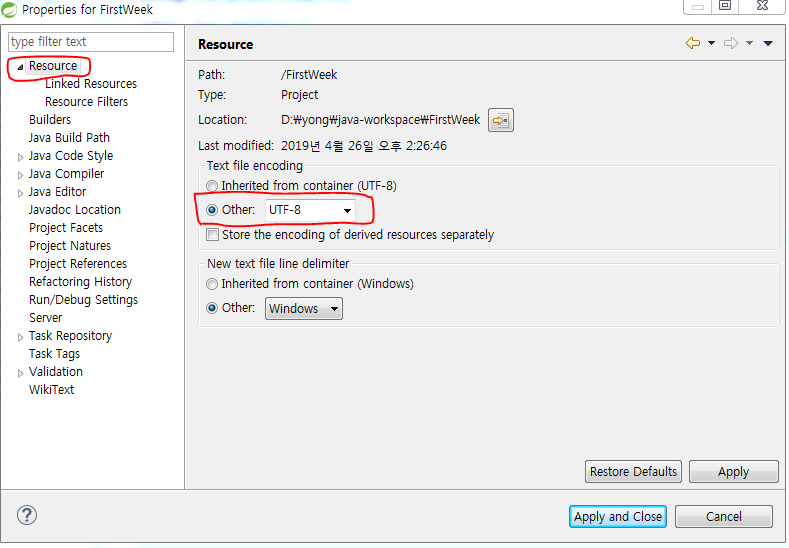 Properties for FirstWeek
type filter text
Resource
Linked Resources
Resource Filters
Builders
Java Build Path
Java Code Style
Java Compiler
Java Editor
Javadoc Location
Project Facets
Project Natures
Project References
Refactoring History
Run/Debug Settings
Server
Task Repository
Task Tags
Validation
WikiText
Resource
Path: /FirstWeek
Type: Project
Location: D:₩yong₩java-workspace₩FirstWeek
Last modified: 2019년 4월 26일 오후 2:26:46
Text file encoding
Inherited from container (UTF-8)
Other: UTF-8
Store the encoding of derived resources separately
New text file line delimiter
Inherited from container (Windows)
Other: Windows
Restore Defaults Apply
Apply and Close Cancel